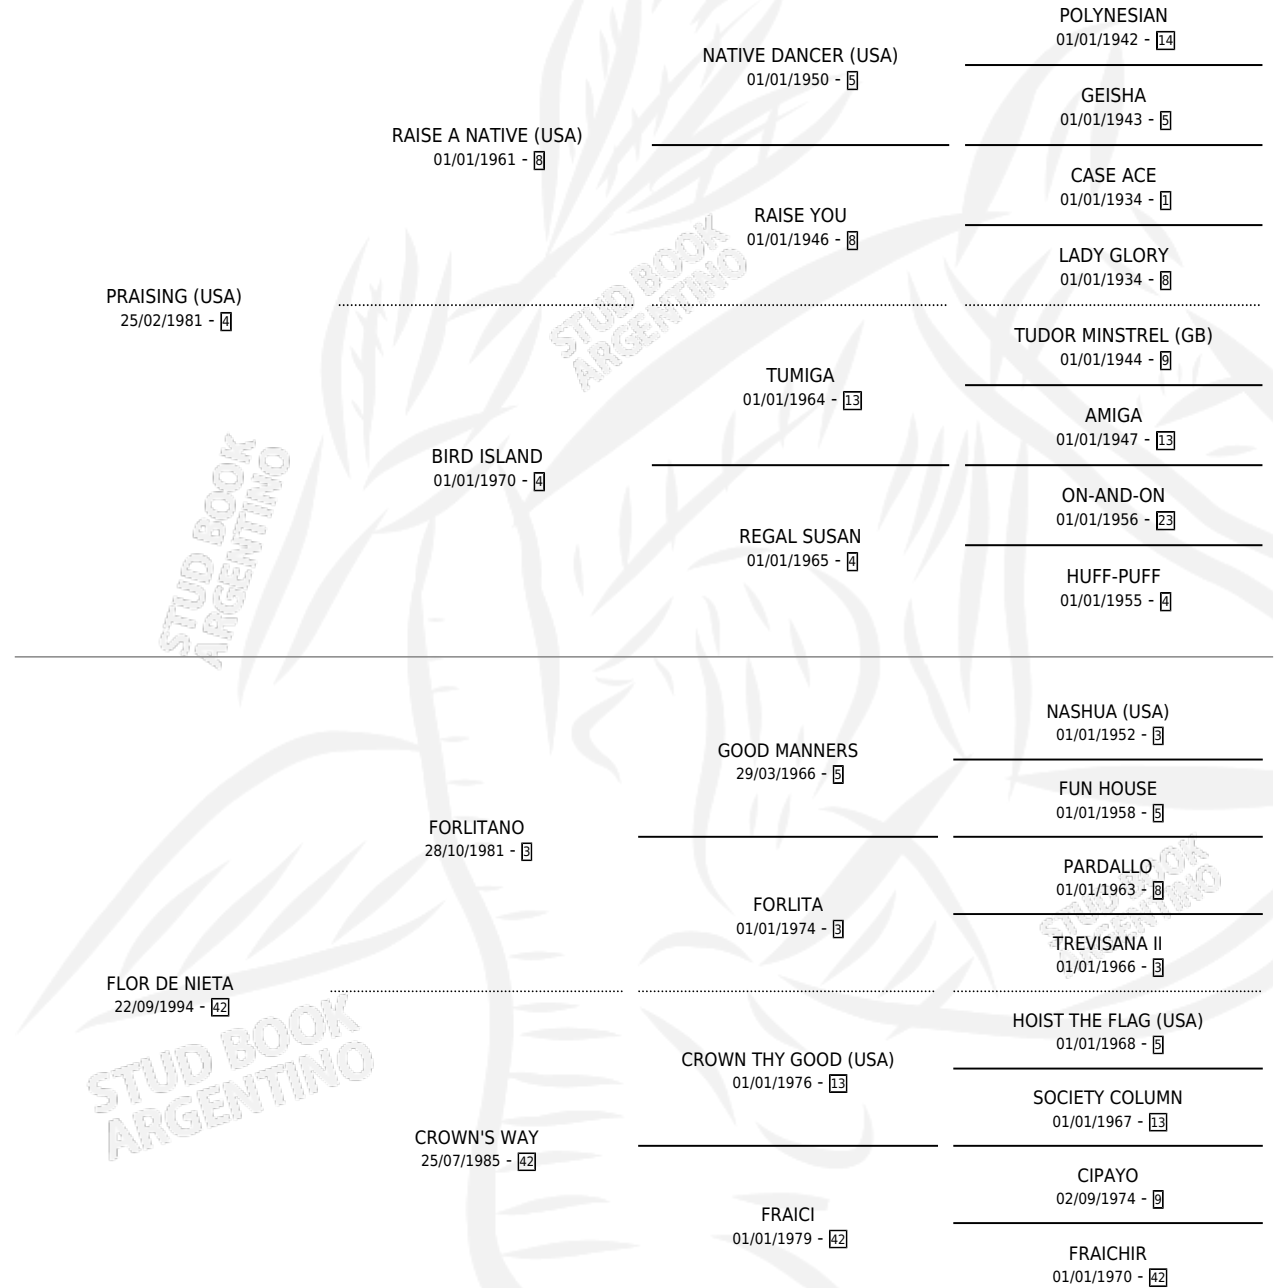 POLYNESIAN
01/01/1942 - 14
NATIVE DANCER (USA)
01/01/1950 - 5
GEISHA
01/01/1943 - 5
RAISE A NATIVE (USA)
01/01/1961 - 8
CASE ACE
01/01/1934 - 1
RAISE YOU
01/01/1946 - 8
LADY GLORY
01/01/1934 - 8
PRAISING (USA)
25/02/1981 - 4
STUD BOOK
ARGENTINO
TUDOR MINSTREL (GB)
01/01/1944 - 9
TUMIGA
01/01/1964 - 13
AMIGA
01/01/1947 - 13
BIRD ISLAND
01/01/1970 - 4
ON-AND-ON
01/01/1956 - 23
REGAL SUSAN
01/01/1965 - 4
HUFF-PUFF
01/01/1955 - 4
STUD BOOK
ARGENTINO
NASHUA (USA)
01/01/1952 - 3
GOOD MANNERS
29/03/1966 - 5
FUN HOUSE
01/01/1958 - 5
FORLITANO
28/10/1981 - 3
PARDALLO
01/01/1963 - 8
FORLITA
01/01/1974 - 3
STUD BOOK
ARGENTINO
TREVISANA II
01/01/1966 - 3
FLOR DE NIETA
22/09/1994 - 42
HOIST THE FLAG (USA)
01/01/1968 - 5
CROWN THY GOOD (USA)
01/01/1976 - 13
STUD BOOK
ARGENTINO
SOCIETY COLUMN
01/01/1967 - 13
CROWN'S WAY
25/07/1985 - 42
CIPAYO
02/09/1974 - 9
FRAICI
01/01/1979 - 42
FRAICHIR
01/01/1970 - 42